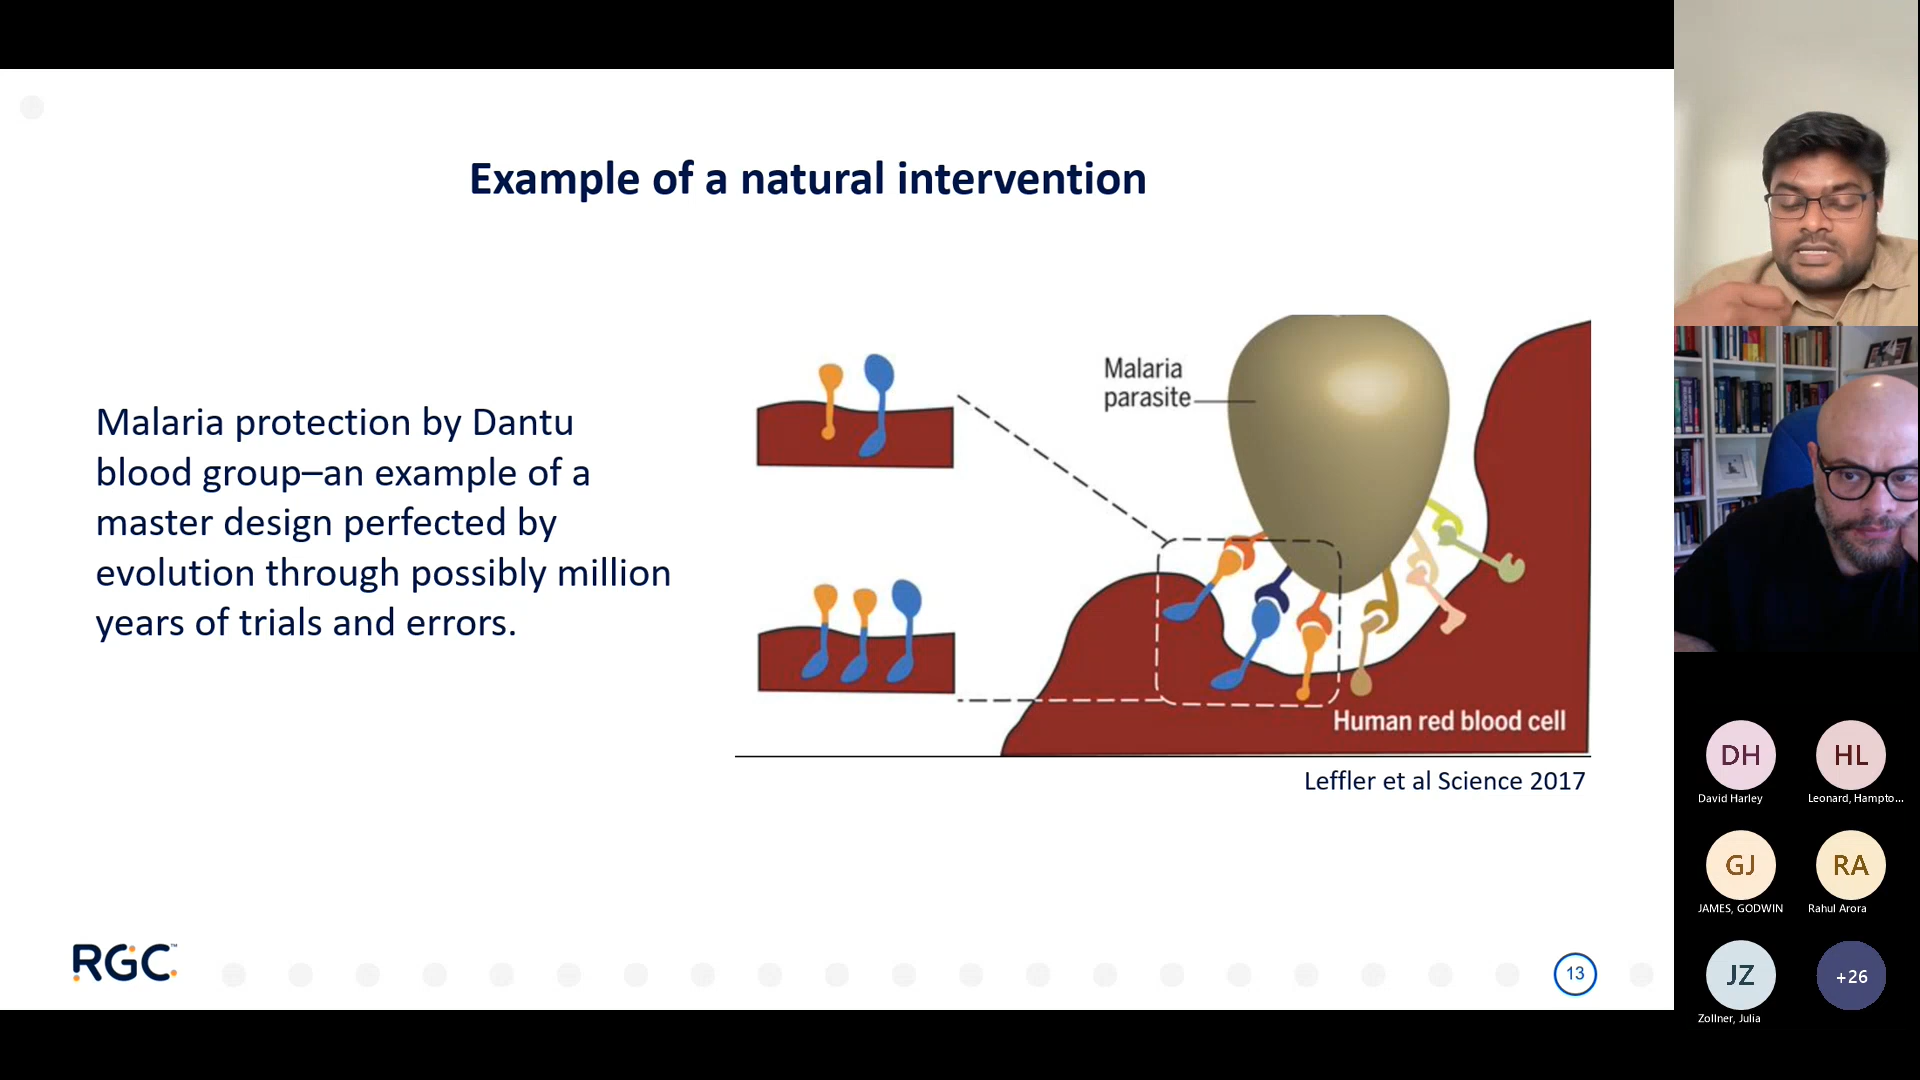 Example of a natural intervention
Malaria protection by Dantu
blood group–an example of a
master design perfected by
evolution through possibly million
years of trials and errors.
Malaria
parasite
Human red blood cell
Leffler et al Science 2017
RGC™
13
DH
David Harley
HL
Leonard, Hampto...
GJ
JAMES, GODWIN
RA
Rahul Arora
JZ
Zollner, Julia
+26